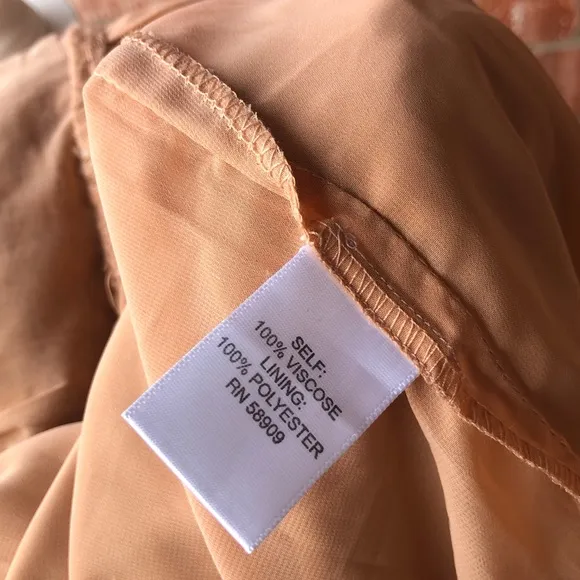 SELF:
100% VISCOSE
LINING:
100% POLYESTER
RN 58909